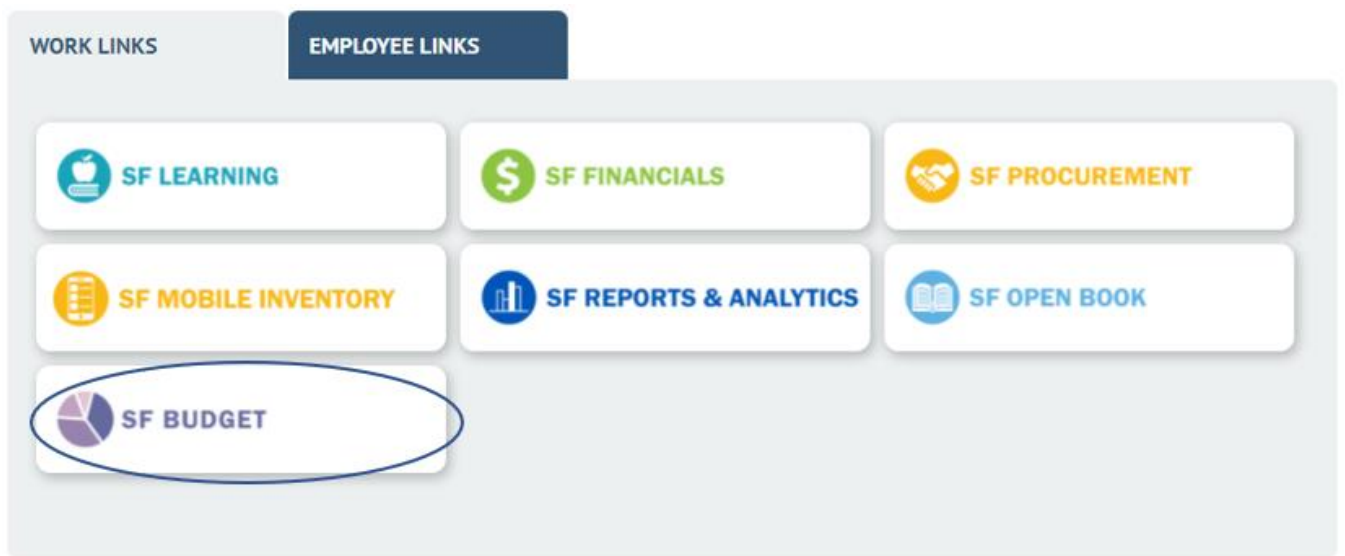 WORK LINKS
EMPLOYEE LINKS
SF LEARNING
SF FINANCIALS
SF PROCUREMENT
SF MOBILE INVENTORY
SF REPORTS & ANALYTICS
SF OPEN BOOK
SF BUDGET